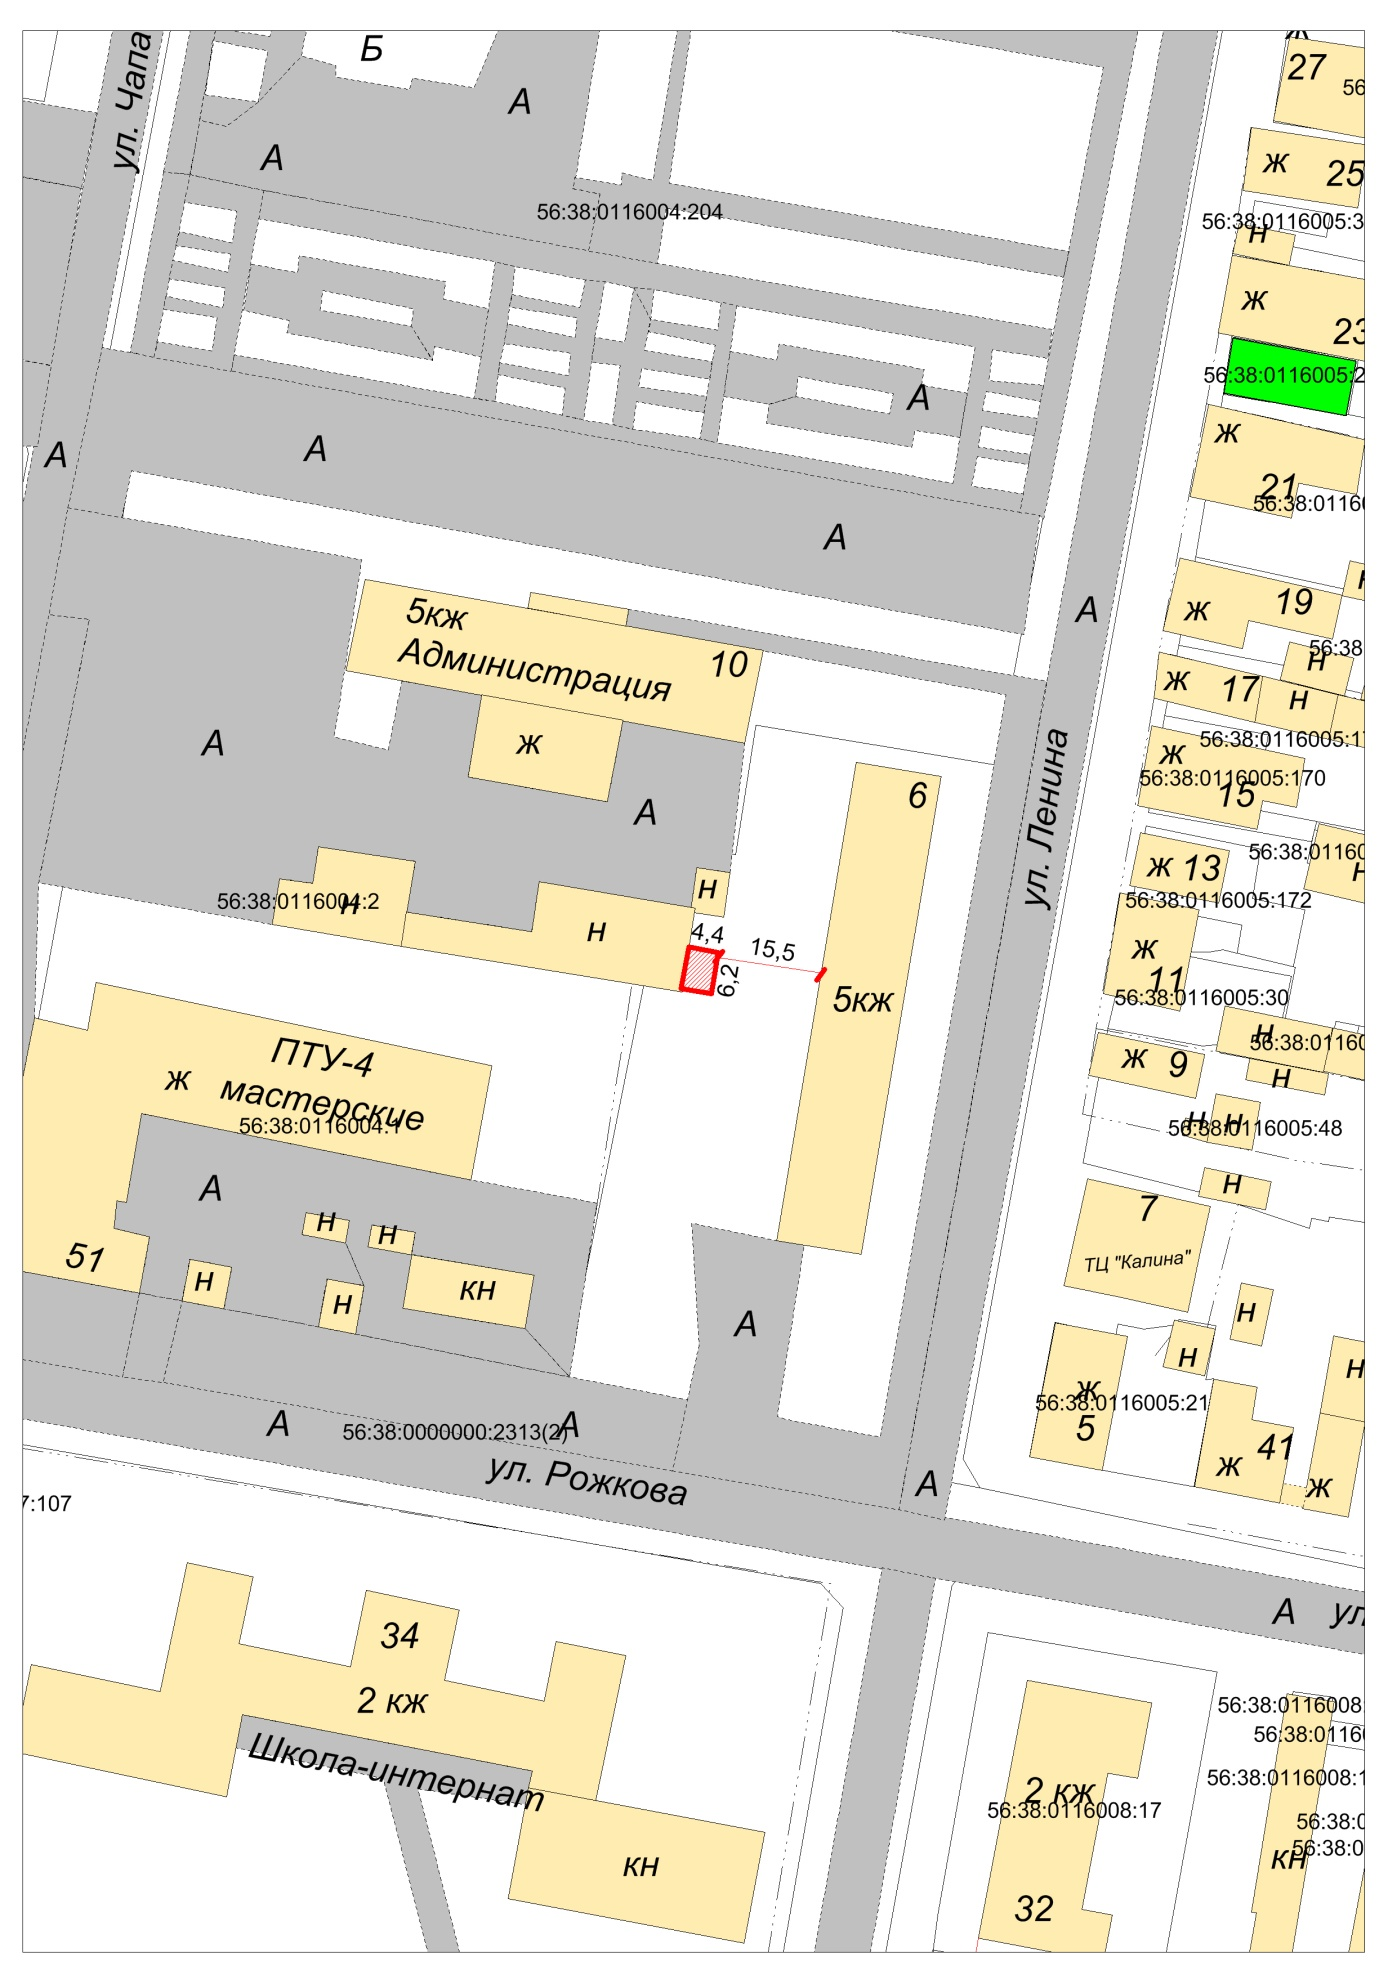 ул. Чапа
Б
А
А
27
56
ж
25
56:38:0116004:204
56:38:0116005:3
н
ж
23
56:38:0116005:2
А
ж
А
А
21
56:38:0116
А
5кж
Администрация
10
А
ж
19
56:38
н
ж
17
н
56:38:0116005:17
ж
56:38:0116005:170
15
А
ж
А
6
ул. Ленина
ж 13
56:38:0116005:172
56:38:0116
н
56:38:0116004:2
н
н
н
4,4
15,5
6,2
5кж
ж
11
56:38:0116005:30
н
56:38:0116
ж 9
н
н
н
56:38:0116005:48
ПТУ-4
ж мастерские
56:38:0116004:1
А
н
н
51
н
н
кн
н
7
ТЦ "Калина"
н
А
н
н
ж
56:38:0116005:21
5
41
ж
ж
А
56:38:0000000:2313(2)
А
ул. Рожкова
А
7:107
А
ул
34
2 кж
Школа-интернат
кн
56:38:0116008
56:38:0116
56:38:0116008:1
2 кж
56:38:0116008:17
56:38:0
56:38:0
кн
32